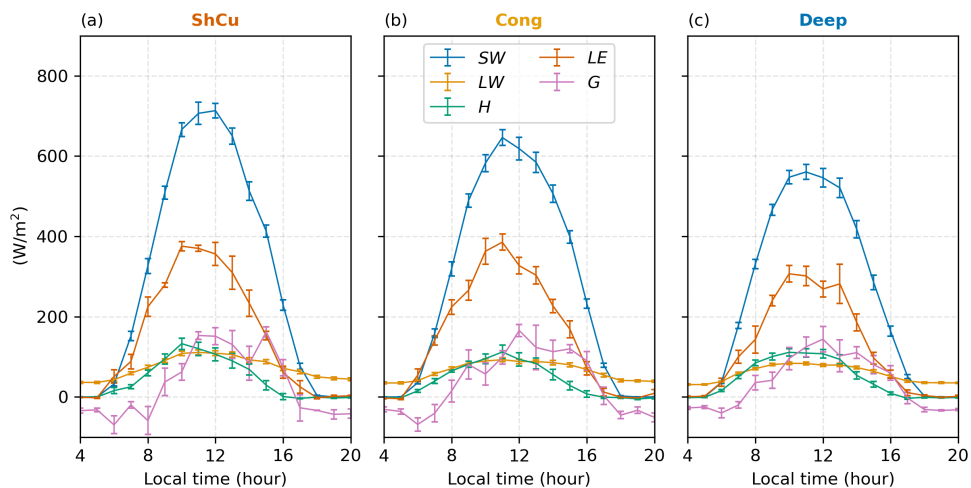 (a) ShCu
(b) Cong
(c) Deep
SW LE
LW G
H
800
600
400
200
0
(W/m²)
4 8 12 16 20
4 8 12 16 20
4 8 12 16 20
Local time (hour)
Local time (hour)
Local time (hour)